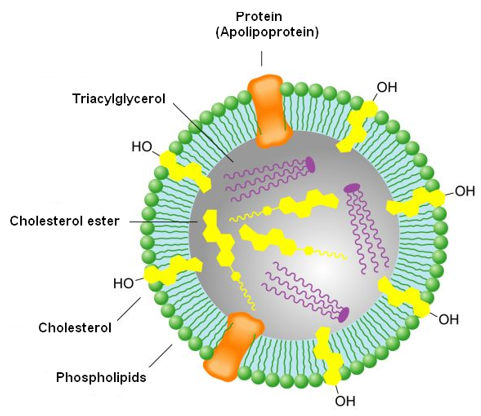 Protein
(Apolipoprotein)
Triacylglycerol
OH
HO
OH
Cholesterol ester
HO
OH
Cholesterol
Phospholipids
OH